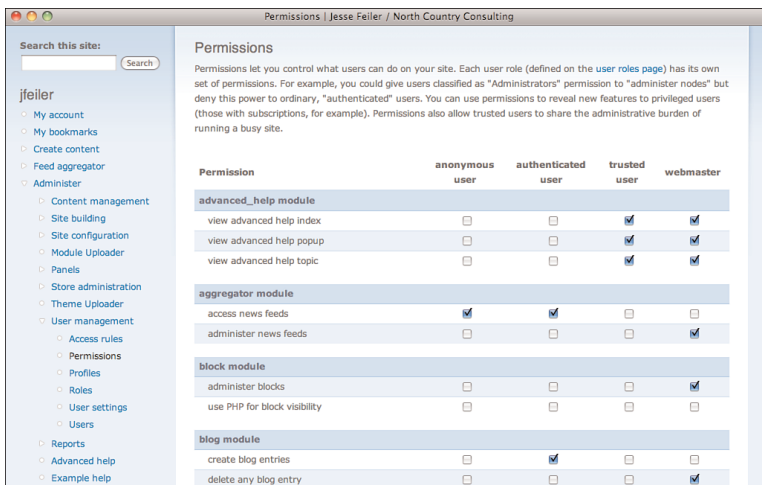 Permissions | Jesse Feiler / North Country Consulting
Search this site:
Search
jfeiler
My account
My bookmarks
Create content
Feed aggregator
Administer
Content management
Site building
Site configuration
Module Uploader
Panels
Store administration
Theme Uploader
User management
Access rules
Permissions
Profiles
Roles
User settings
Users
Reports
Advanced help
Example help
Permissions
Permissions let you control what users can do on your site. Each user role (defined on the user roles page) has its own
set of permissions. For example, you could give users classified as "Administrators" permission to "administer nodes" but
deny this power to ordinary, "authenticated" users. You can use permissions to reveal new features to privileged users
(those with subscriptions, for example). Permissions also allow trusted users to share the administrative burden of
running a busy site.
Permission anonymous user authenticated user trusted user webmaster
advanced_help module
view advanced help index
view advanced help popup
view advanced help topic
aggregator module
access news feeds
administer news feeds
block module
administer blocks
use PHP for block visibility
blog module
create blog entries
delete any blog entry